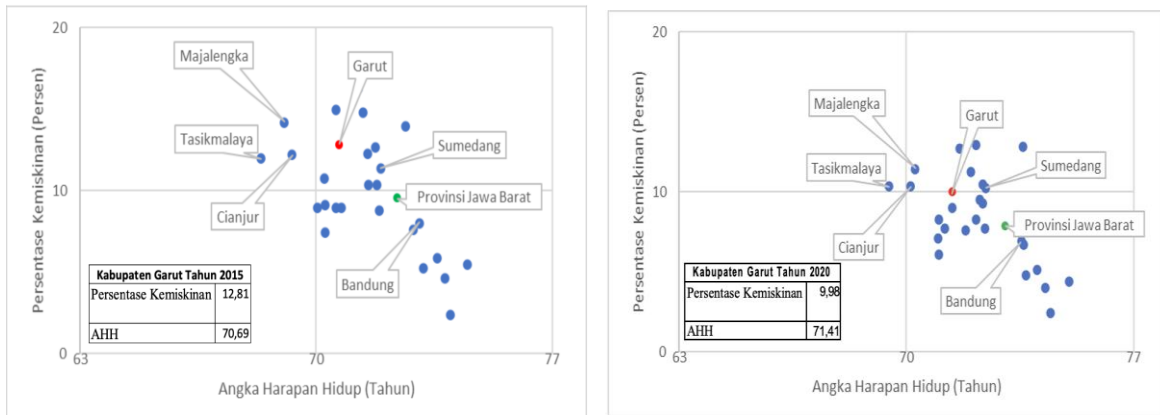 Persentase Kemiskinan (Persen)
20
10
0
63
70
77
Angka Harapan Hidup (Tahun)
Majalengka
Garut
Tasikmalaya
Sumedang
Cianjur
Provinsi Jawa Barat
Bandung
Kabupaten Garut Tahun 2015
Persentase Kemiskinan 12,81
AHH 70,69
Persentase Kemiskinan (Persen)
20
10
0
63
70
77
Angka Harapan Hidup (Tahun)
Majalengka
Garut
Tasikmalaya
Sumedang
Cianjur
Provinsi Jawa Barat
Bandung
Kabupaten Garut Tahun 2020
Persentase Kemiskinan 9,98
AHH 71,41